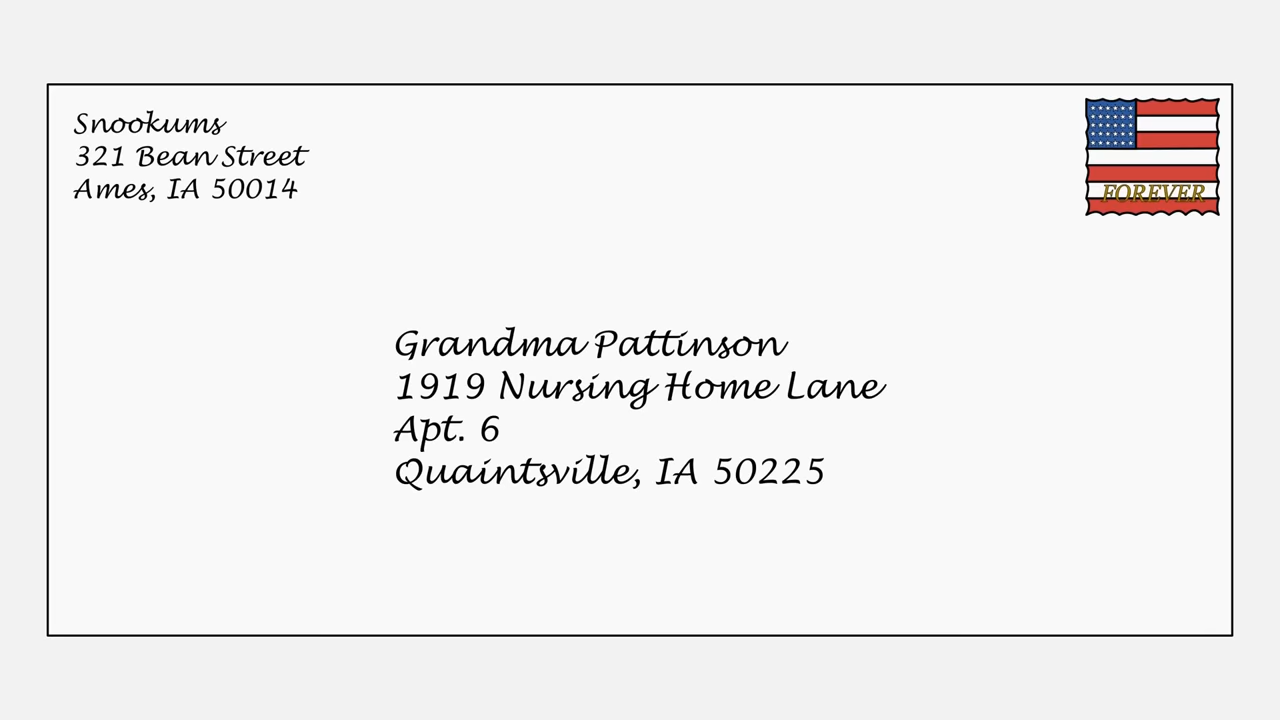 Snookums
321 Bean Street
Ames, IA 50014
FOREVER
Grandma Pattinson
1919 Nursing Home Lane
Apt. 6
Quaintsville, IA 50225